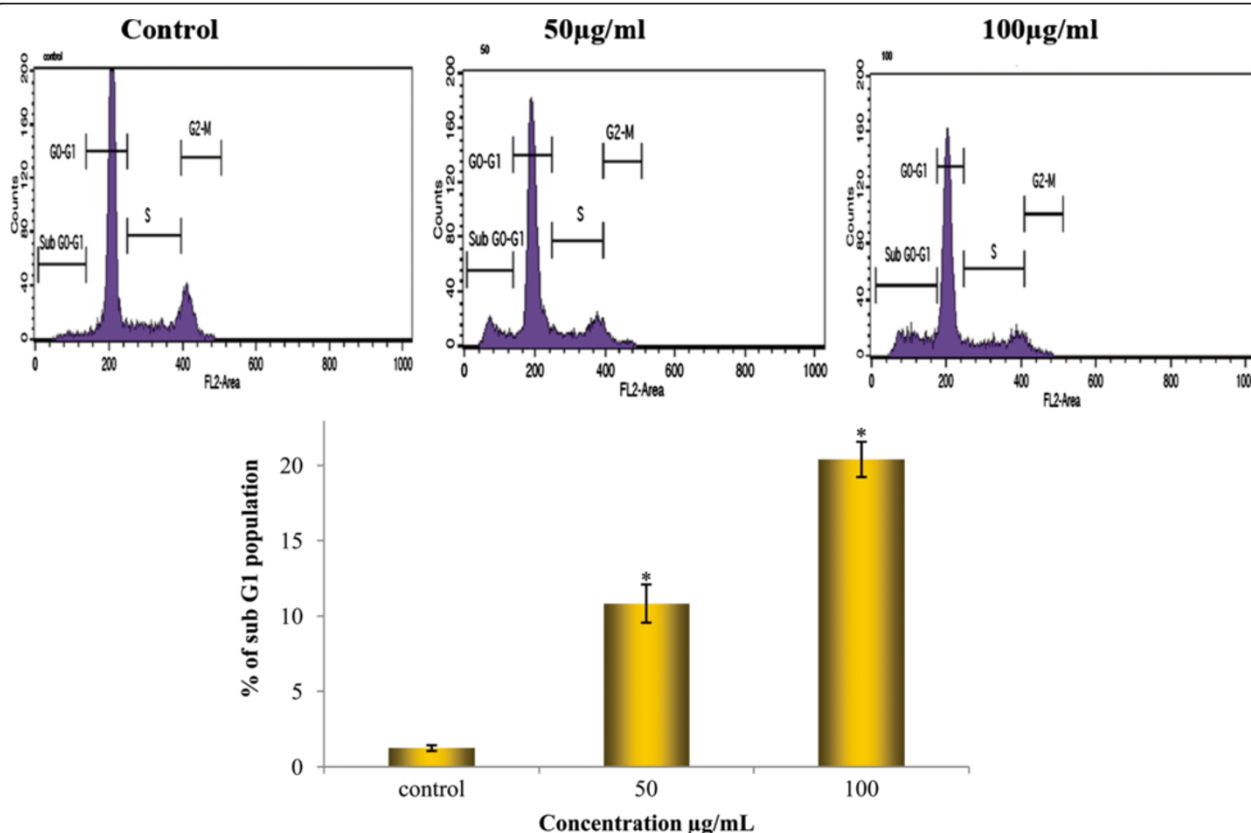 Control
50µg/ml
100µg/ml
control
200
160
120
80
40
0
Counts
G0-G1
G2-M
S
Sub G0-G1
0 200 400 600 800 1000
FL2-Area
50
200
160
120
80
40
0
Counts
G0-G1
G2-M
S
Sub G0-G1
0 200 400 600 800 1000
FL2-Area
100
200
160
120
80
40
0
Counts
G0-G1
G2-M
S
Sub G0-G1
0 200 400 600 800 100
FL2-Area
% of sub G1 population
20
15
10
5
0
*
*
control 50 100
Concentration µg/mL